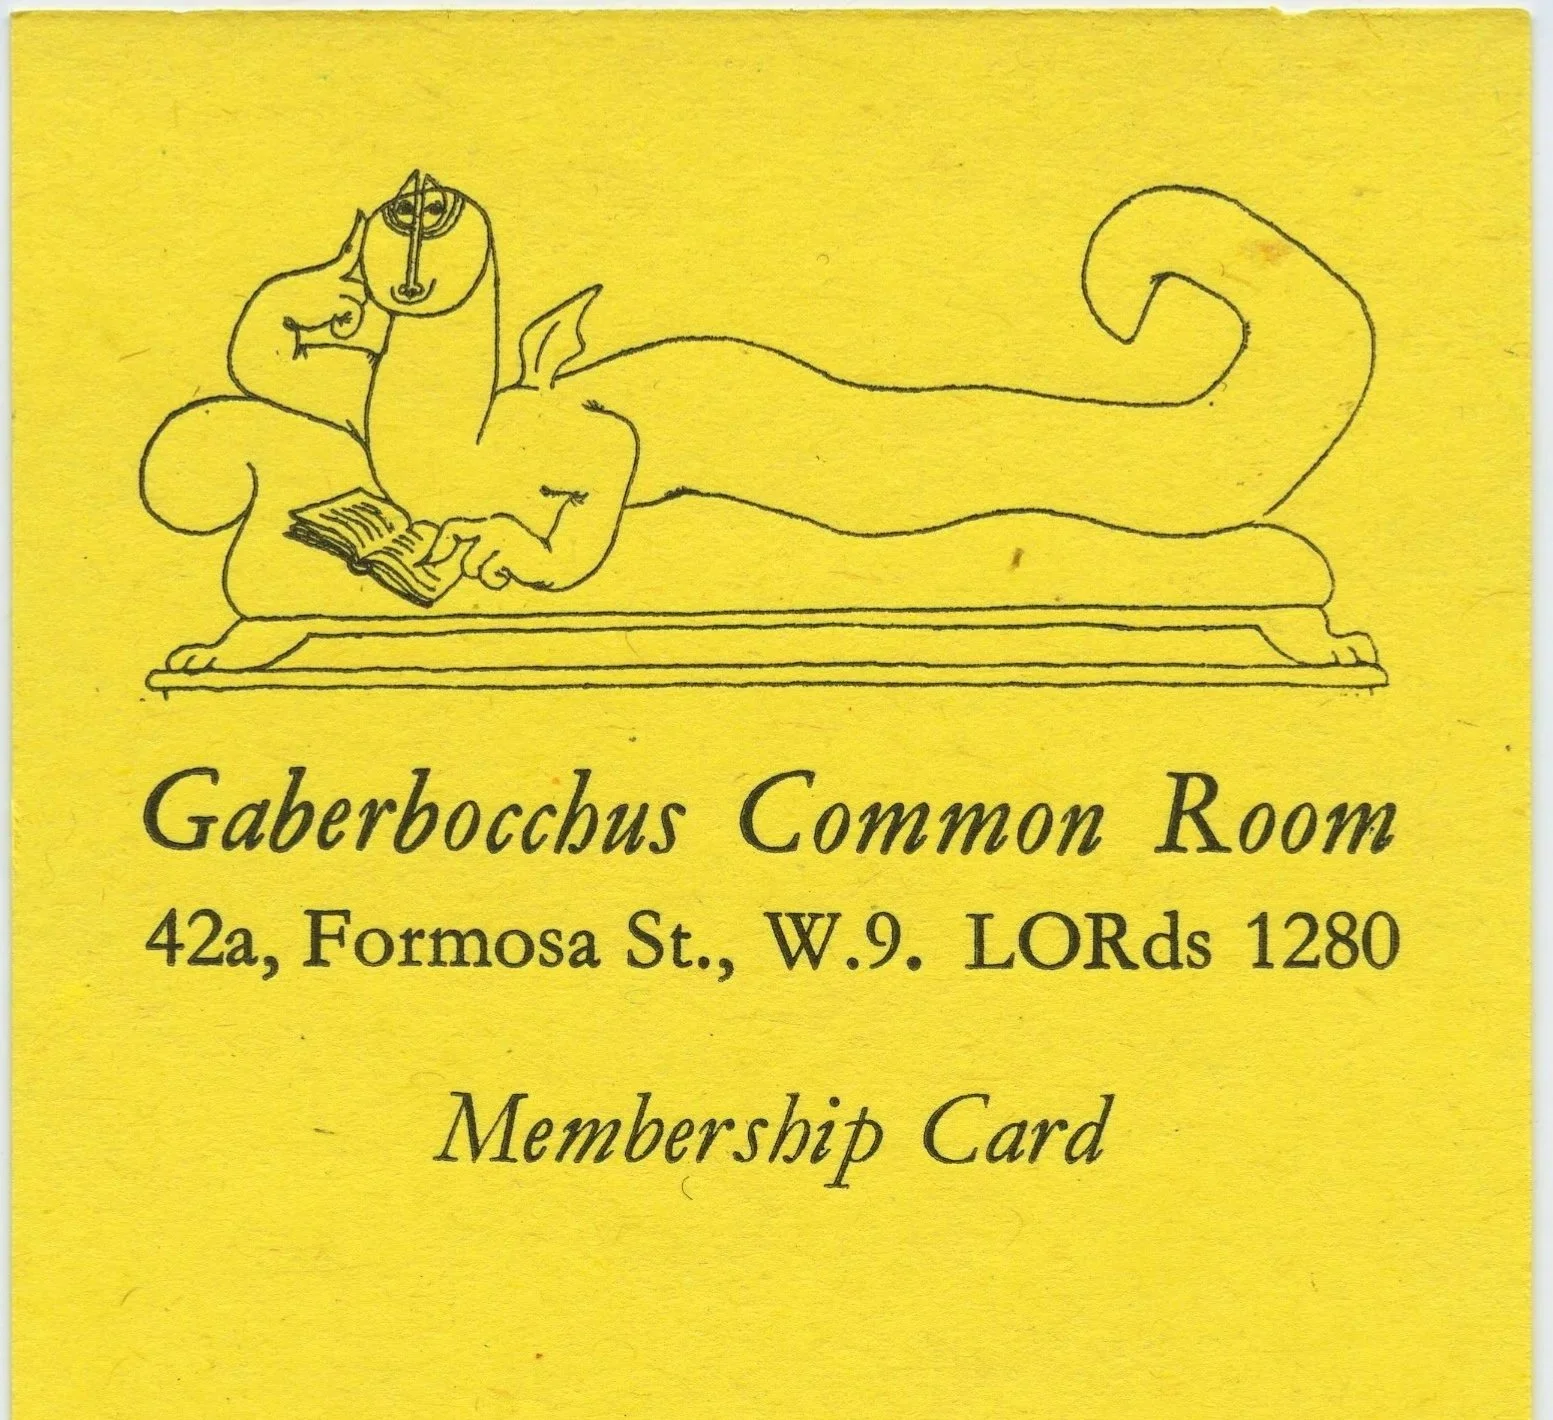 Gaberbocchus Common Room
42a, Formosa St., W.9. LORds 1280
Membership Card